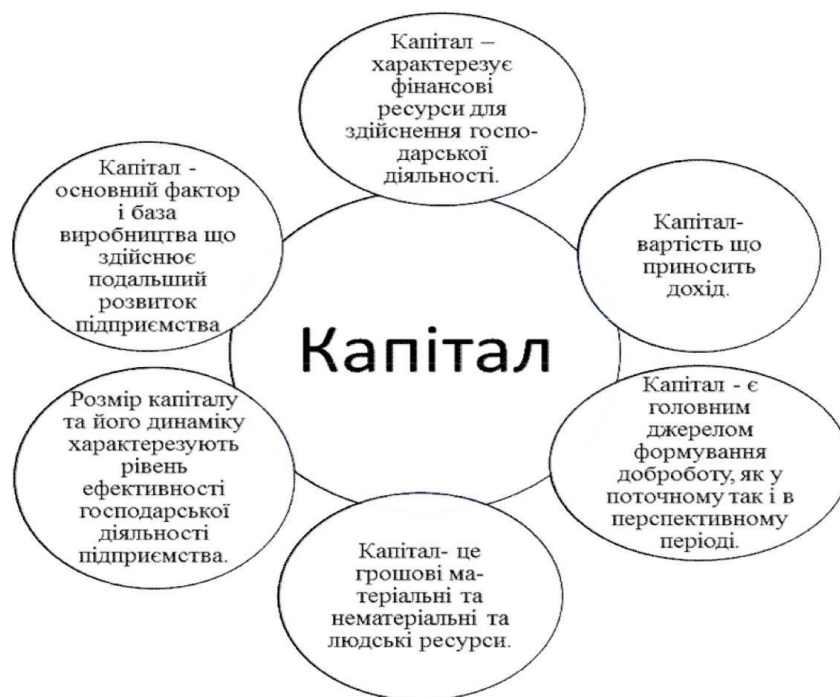 Капітал –
характерезує
фінансові
ресурси для
здійснення госпо-
дарської
діяльності.
Капітал-
вартість що
приносить
дохід.
Капітал - є
головним
джерелом
формування
доброботу, як у
поточному так і в
перспективному
періоді.
Капітал- це
грошові ма-
теріальні та
нематеріальні та
людські ресурси.
Розмір капіталу
та його динаміку
характерезують
рівень
ефективності
господарської
діяльності
підприємства.
Капітал -
основний фактор
і база
виробництва що
здійснює
подальший
розвиток
підприємства
Капітал